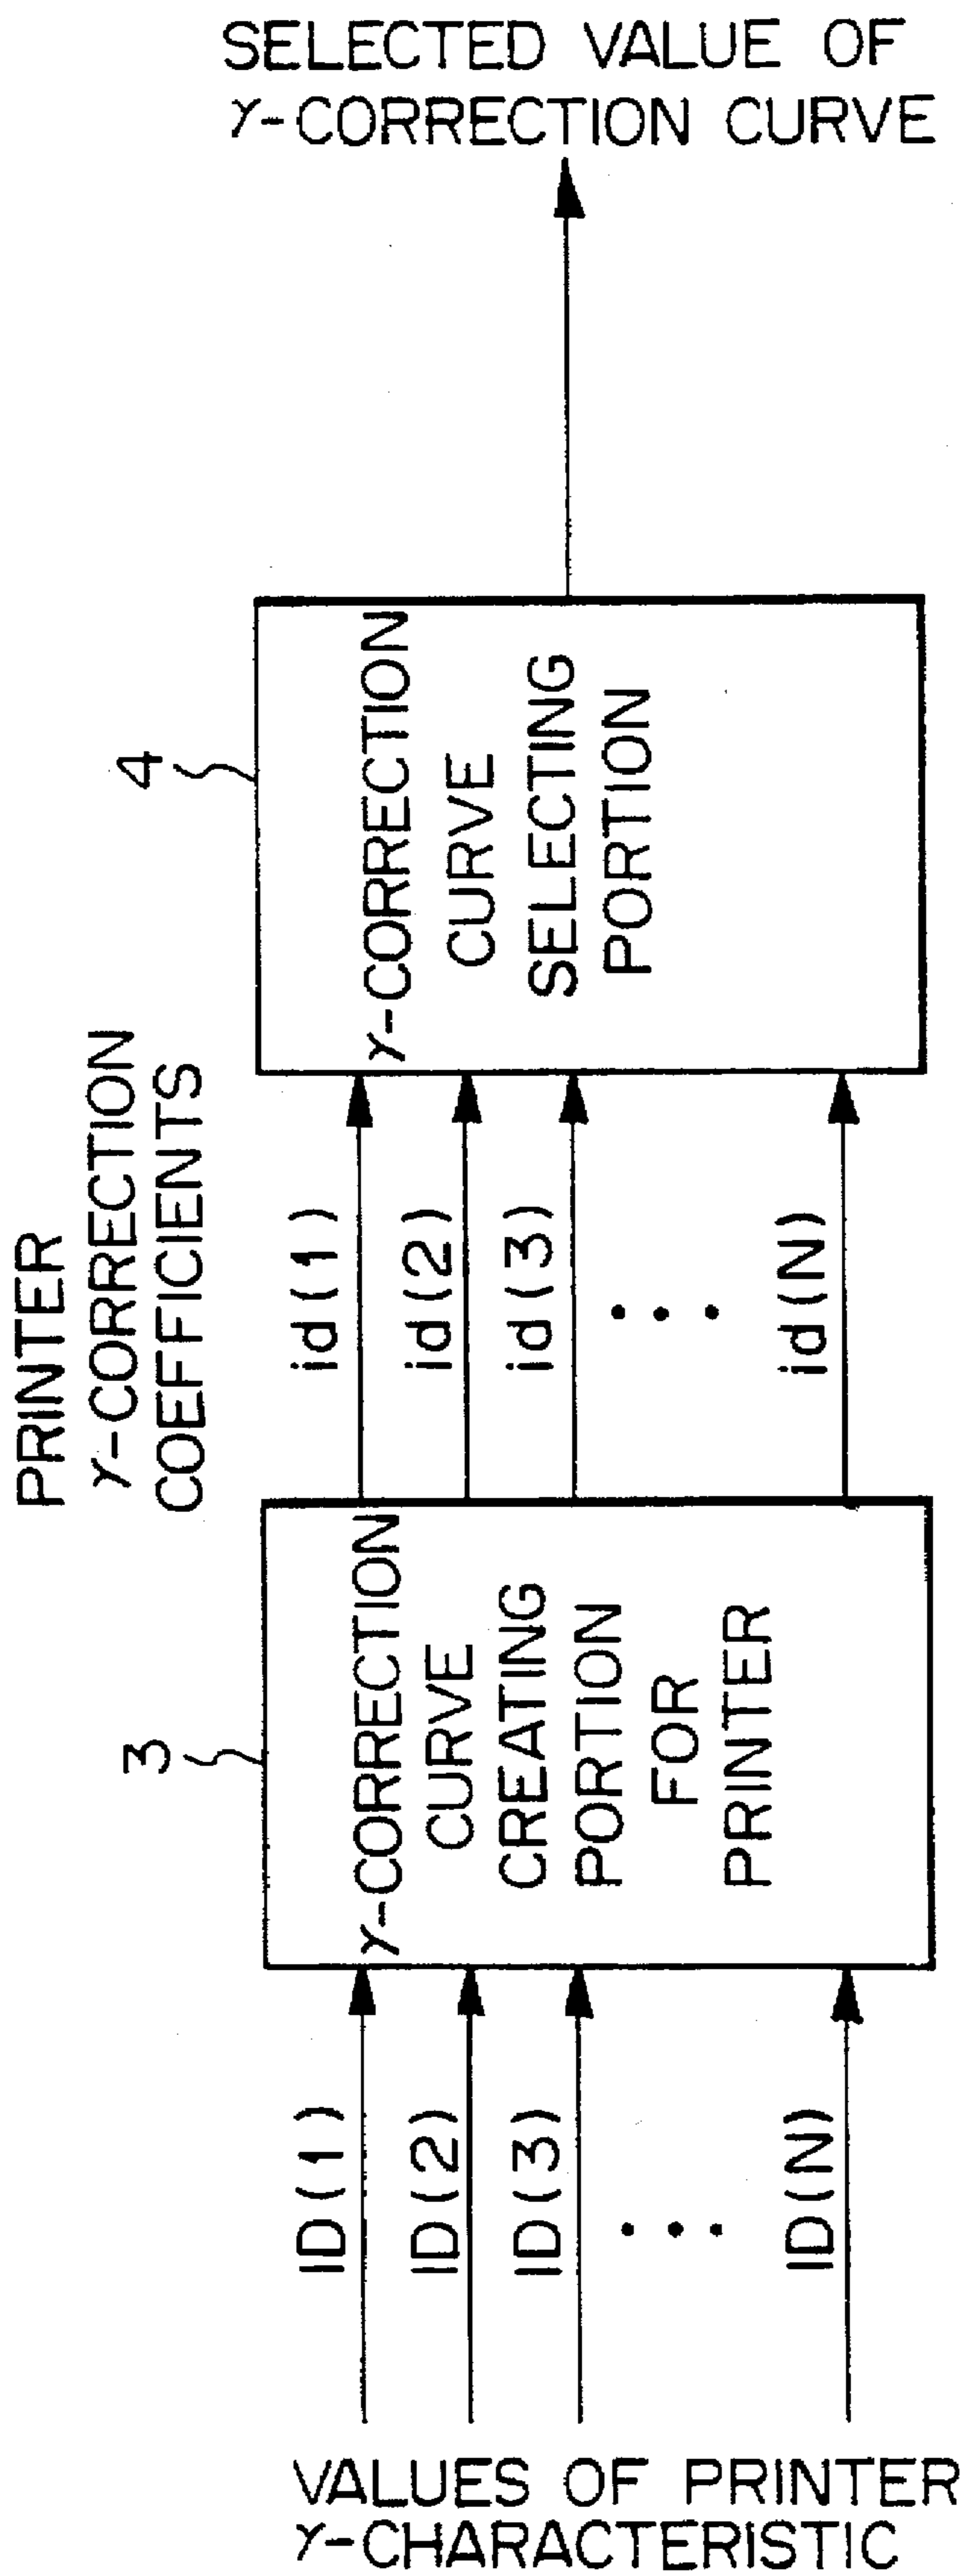 SELECTED VALUE OF
γ-CORRECTION CURVE
PRINTER
γ-CORRECTION
COEFFICIENTS
4
γ-CORRECTION
CURVE
SELECTING
PORTION
id (1)
id (2)
id (3)
• • •
id (N)
3
γ-CORRECTION
CURVE
CREATING
PORTION
FOR
PRINTER
ID (1)
ID (2)
ID (3)
• • •
ID (N)
VALUES OF PRINTER
γ-CHARACTERISTIC